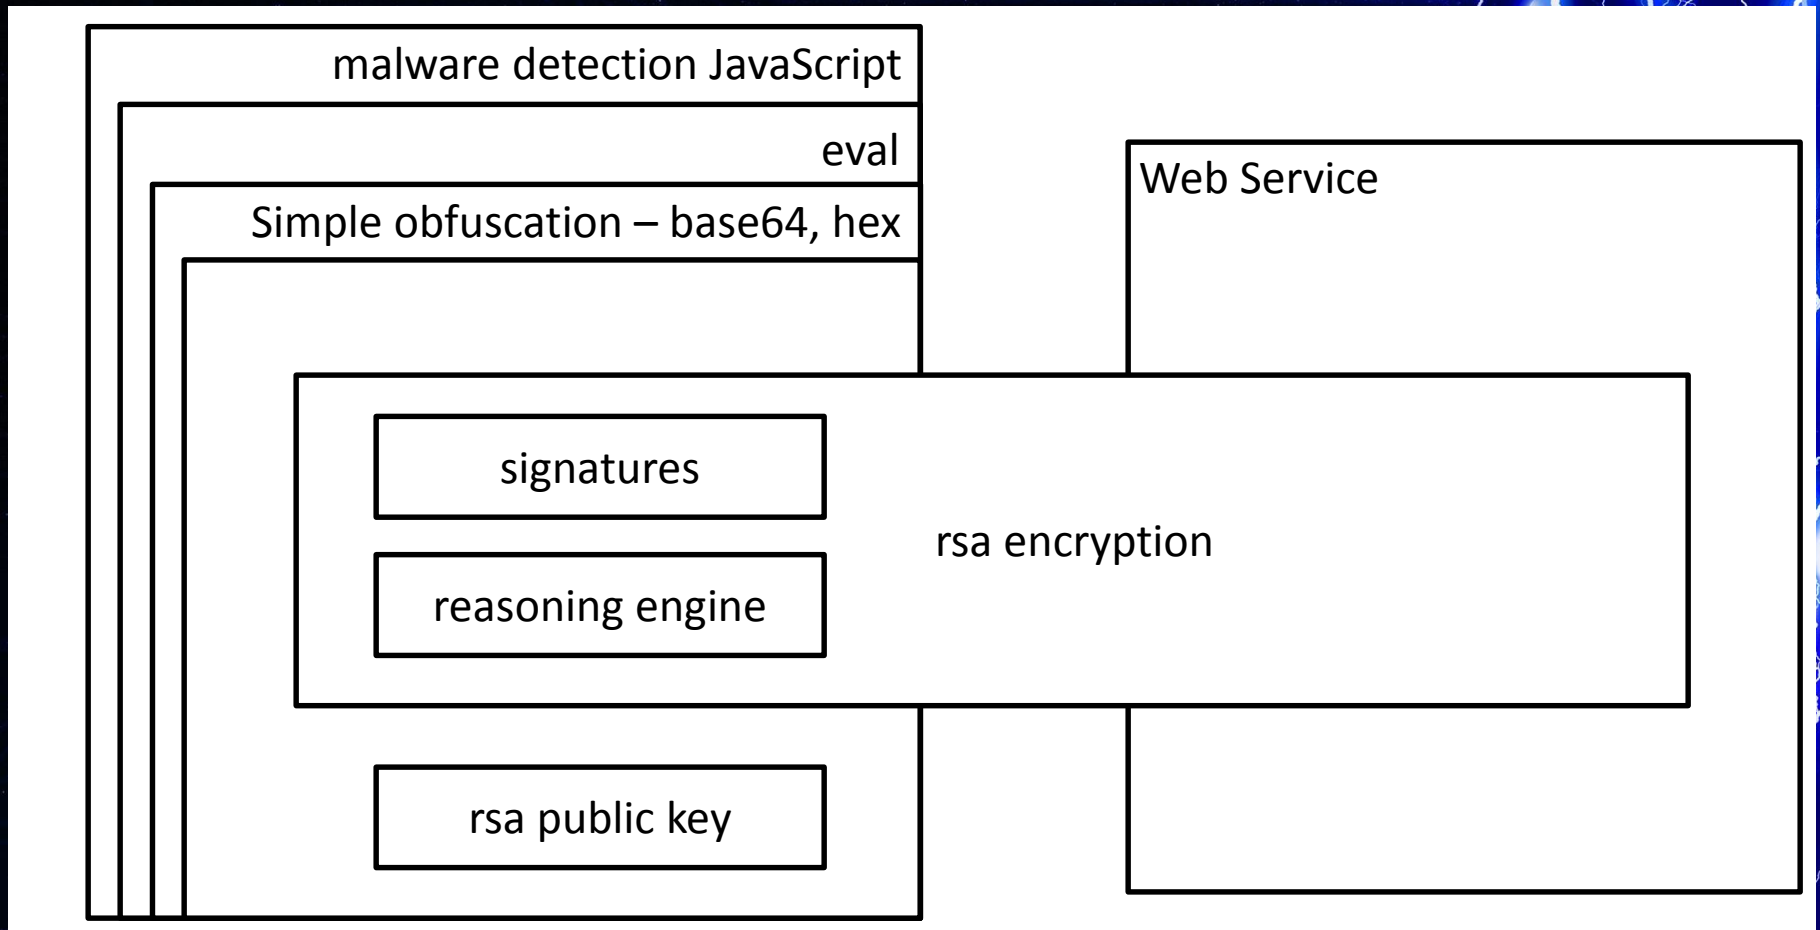 malware detection JavaScript
eval
Simple obfuscation – base64, hex
Web Service
signatures
rsa encryption
reasoning engine
rsa public key